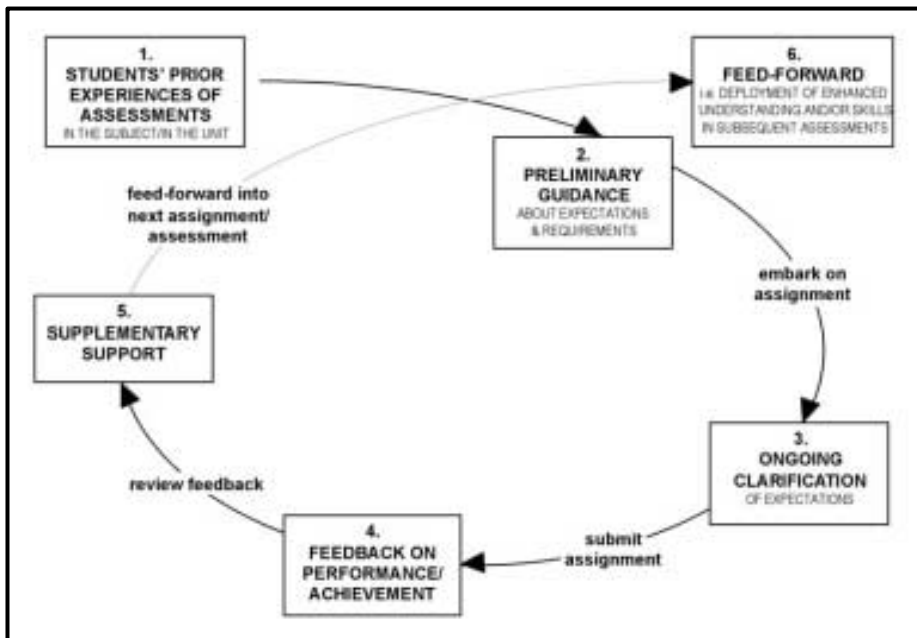 1.
STUDENTS' PRIOR
EXPERIENCES OF
ASSESSMENTS
IN THE SUBJECT/IN THE UNIT
6.
FEED-FORWARD
i.e. DEPLOYMENT OF ENHANCED
UNDERSTANDING AND/OR SKILLS
IN SUBSEQUENT ASSESSMENTS
2.
PRELIMINARY
GUIDANCE
ABOUT EXPECTATIONS
& REQUIREMENTS
feed-forward into
next assignment/
assessment
embark on
assignment
5.
SUPPLEMENTARY
SUPPORT
3.
ONGOING
CLARIFICATION
OF EXPECTATIONS
review feedback
submit
assignment
4.
FEEDBACK ON
PERFORMANCE/
ACHIEVEMENT